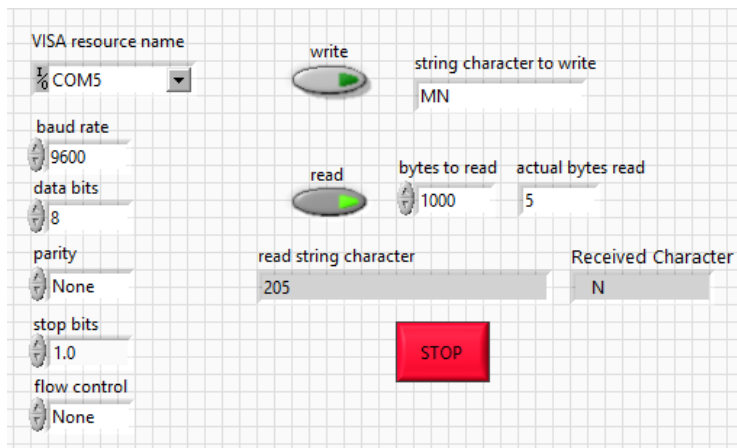 VISA resource name
I/O COM5
baud rate
9600
data bits
8
parity
None
stop bits
1.0
flow control
None
write
string character to write
MN
read
bytes to read
1000
actual bytes read
5
read string character
205
Received Character
N
STOP